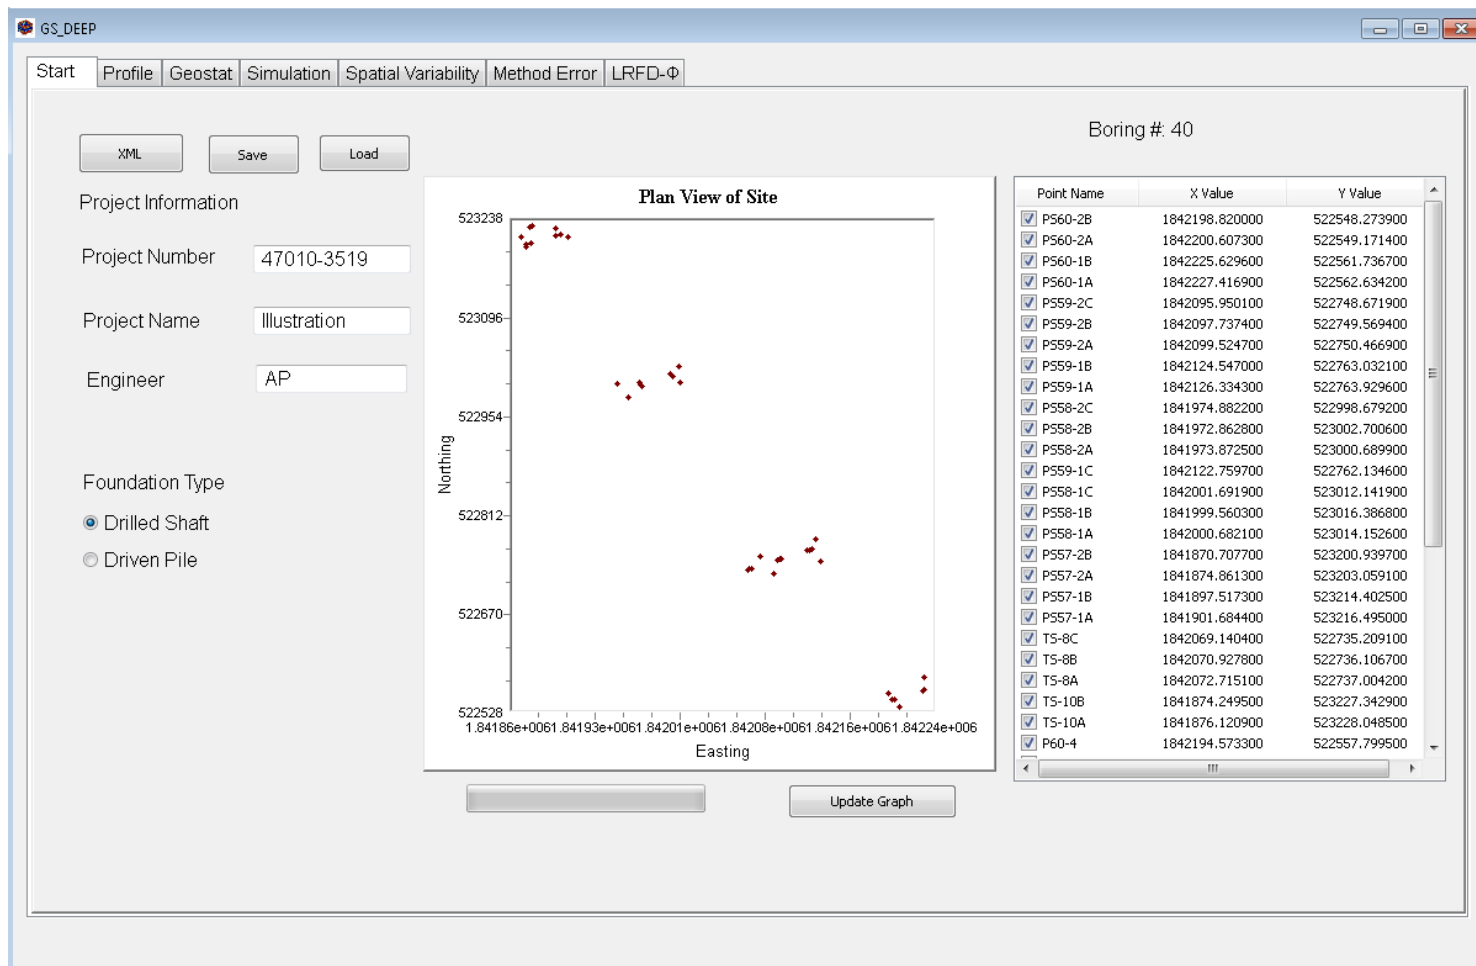 GS_DEEP
Start Profile Geostat Simulation Spatial Variability Method Error LRFD-Φ
XML Save Load
Boring #: 40
Project Information
Project Number 47010-3519
Project Name Illustration
Engineer AP
Foundation Type
Drilled Shaft
Driven Pile
Plan View of Site
523238
523096
522954
522812
522670
522528
Northing
1.84186e+006 1.84193e+006 1.84201e+006 1.84208e+006 1.84216e+006 1.84224e+006
Easting
Update Graph
Point Name X Value Y Value
PS60-2B 1842198.820000 522548.273900
PS60-2A 1842200.607300 522549.171400
PS60-1B 1842225.629600 522561.736700
PS60-1A 1842227.416900 522562.634200
PS59-2C 1842095.950100 522748.671900
PS59-2B 1842097.737400 522749.569400
PS59-2A 1842099.524700 522750.466900
PS59-1B 1842124.547000 522763.032100
PS59-1A 1842126.334300 522763.929600
PS58-2C 1841974.882200 522998.679200
PS58-2B 1841972.862800 523002.700600
PS58-2A 1841973.872500 523000.689900
PS59-1C 1842122.759700 522762.134600
PS58-1C 1842001.691900 523012.141900
PS58-1B 1841999.560300 523016.386800
PS58-1A 1842000.682100 523014.152600
PS57-2B 1841870.707700 523200.939700
PS57-2A 1841874.861300 523203.059100
PS57-1B 1841897.517300 523214.402500
PS57-1A 1841901.684400 523216.495000
TS-8C 1842069.140400 522735.209100
TS-8B 1842070.927800 522736.106700
TS-8A 1842072.715100 522737.004200
TS-10B 1841874.249500 523227.342900
TS-10A 1841876.120900 523228.048500
P60-4 1842194.573300 522557.799500